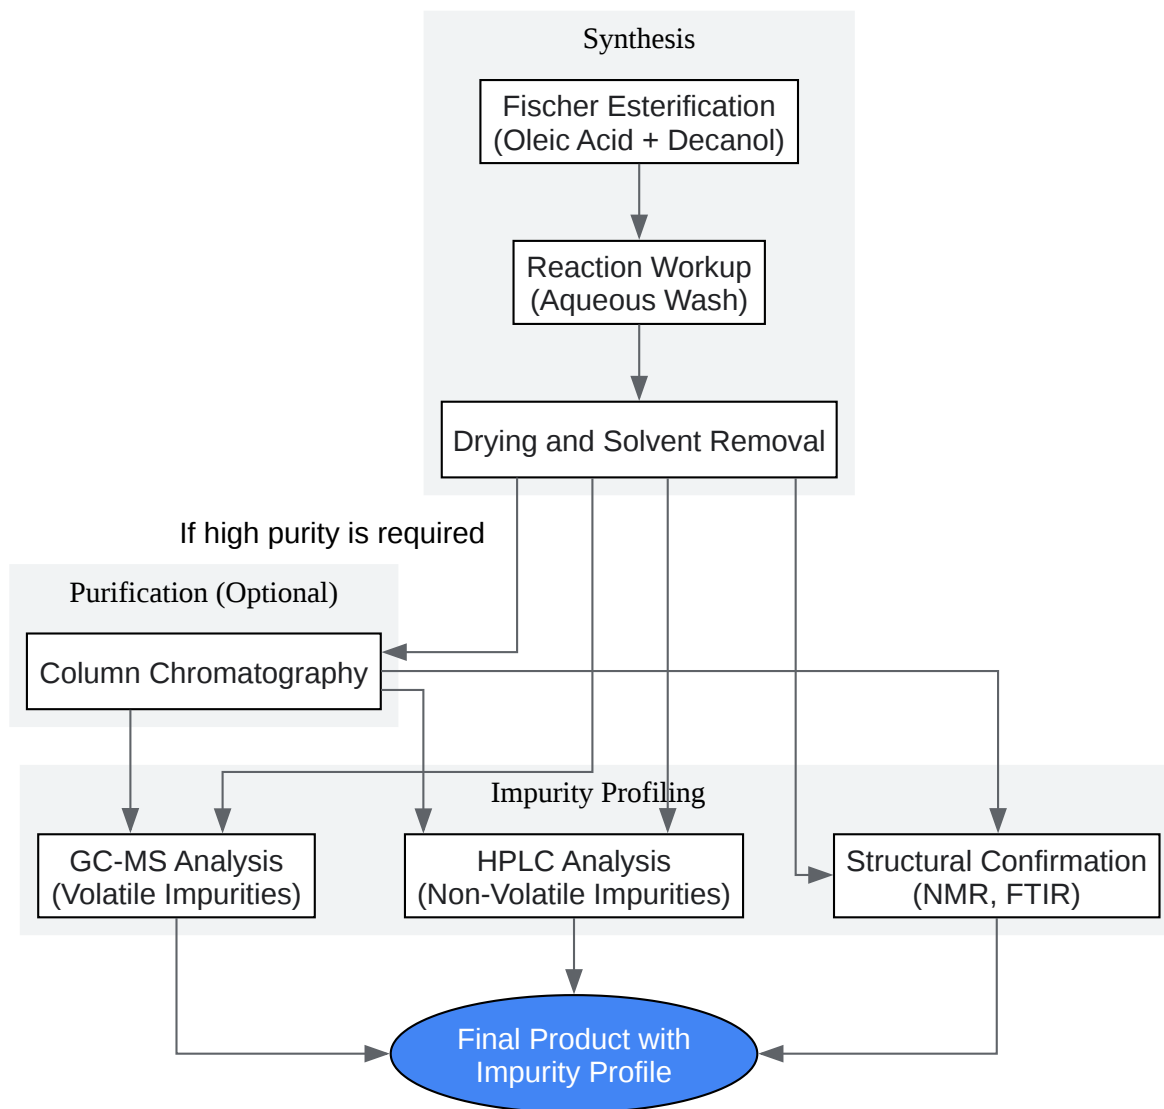 Synthesis
Fischer Esterification
(Oleic Acid + Decanol)
Reaction Workup
(Aqueous Wash)
Drying and Solvent Removal
If high purity is required
Purification (Optional)
Column Chromatography
Impurity Profiling
GC-MS Analysis
(Volatile Impurities)
HPLC Analysis
(Non-Volatile Impurities)
Structural Confirmation
(NMR, FTIR)
Final Product with
Impurity Profile